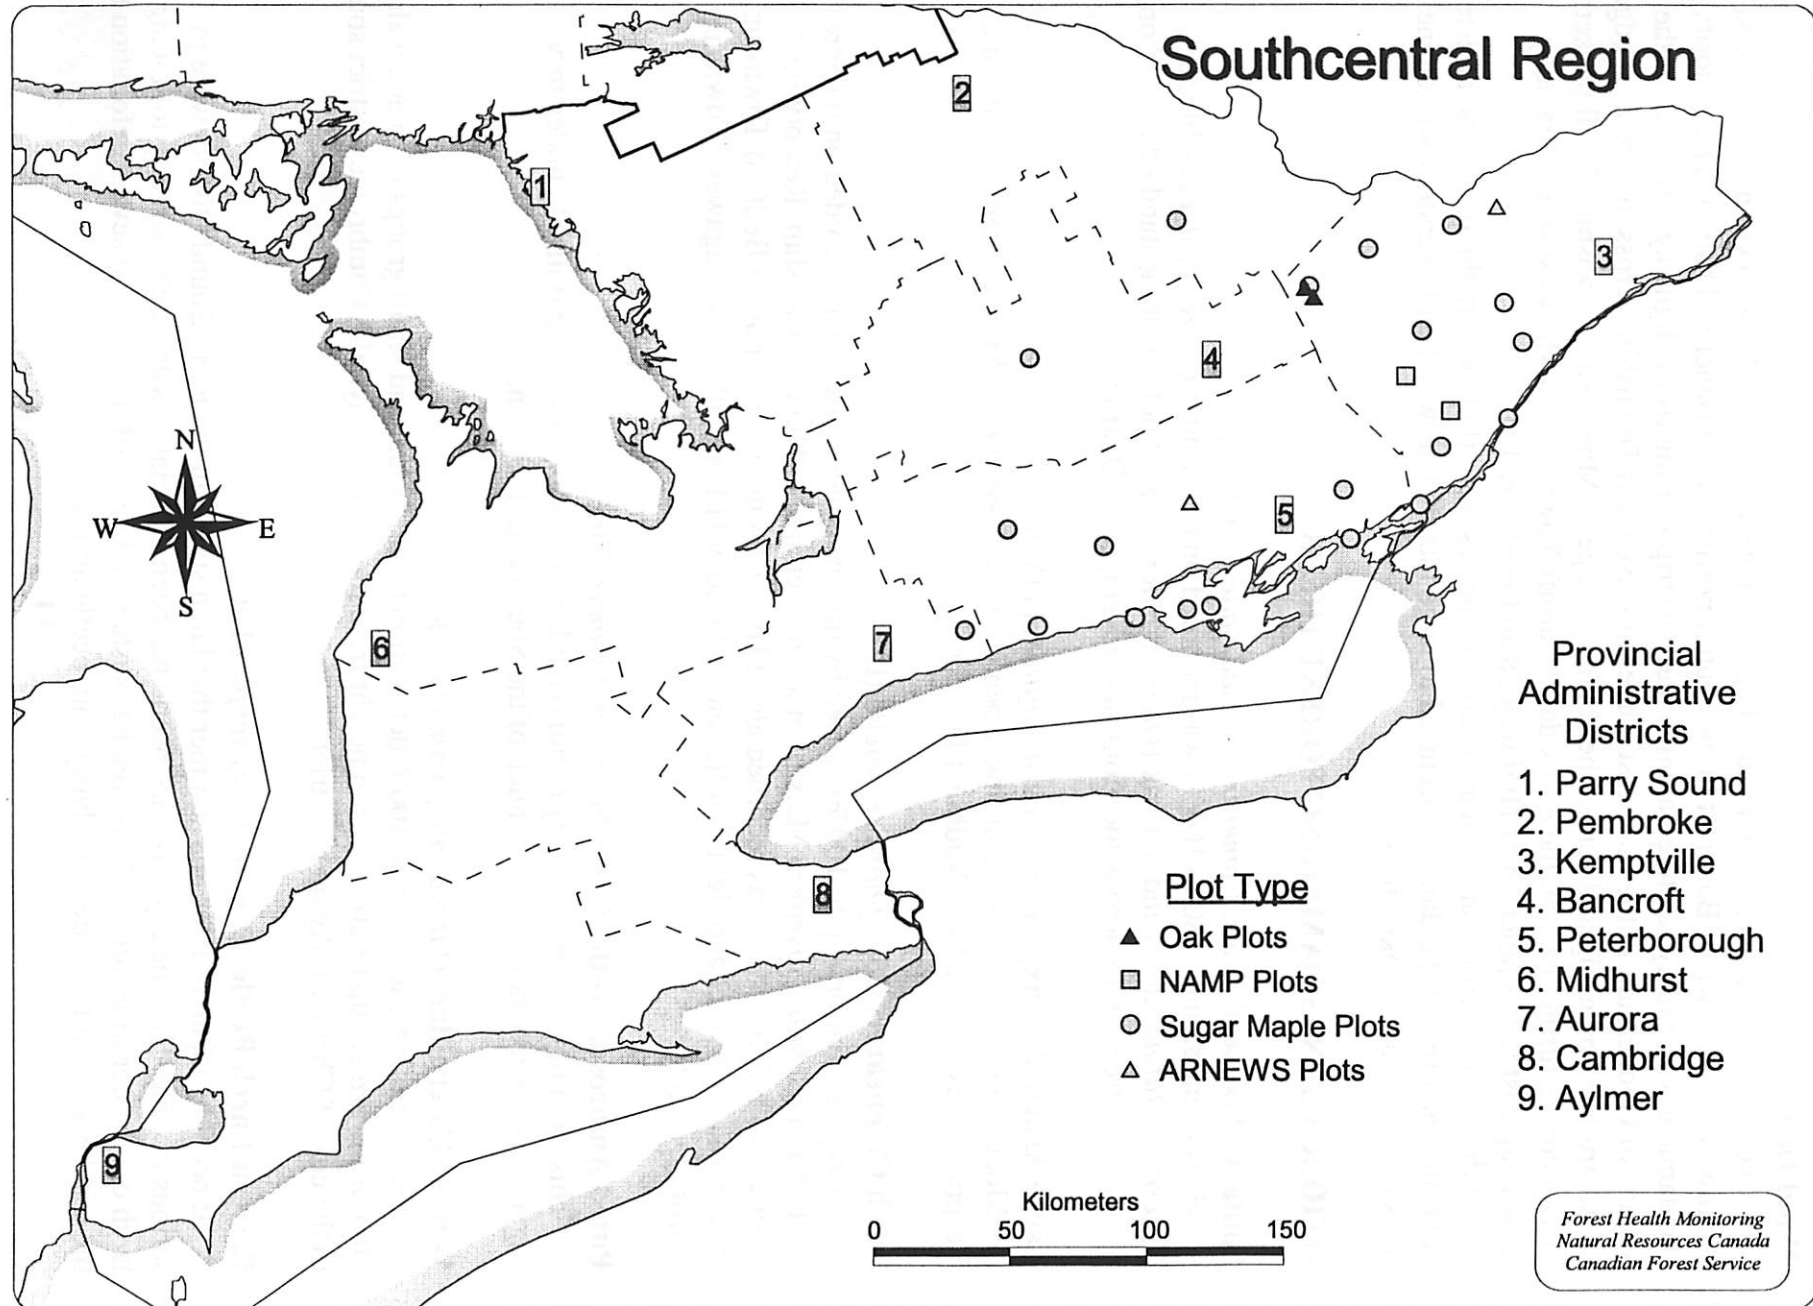 Southcentral Region
2
1
3
4
N
W E
S
5
6
7
8
9
Provincial
Administrative
Districts
1. Parry Sound
2. Pembroke
3. Kemptville
4. Bancroft
5. Peterborough
6. Midhurst
7. Aurora
8. Cambridge
9. Aylmer
Plot Type
Oak Plots
NAMP Plots
Sugar Maple Plots
ARNEWS Plots
Kilometers
0 50 100 150
Forest Health Monitoring
Natural Resources Canada
Canadian Forest Service